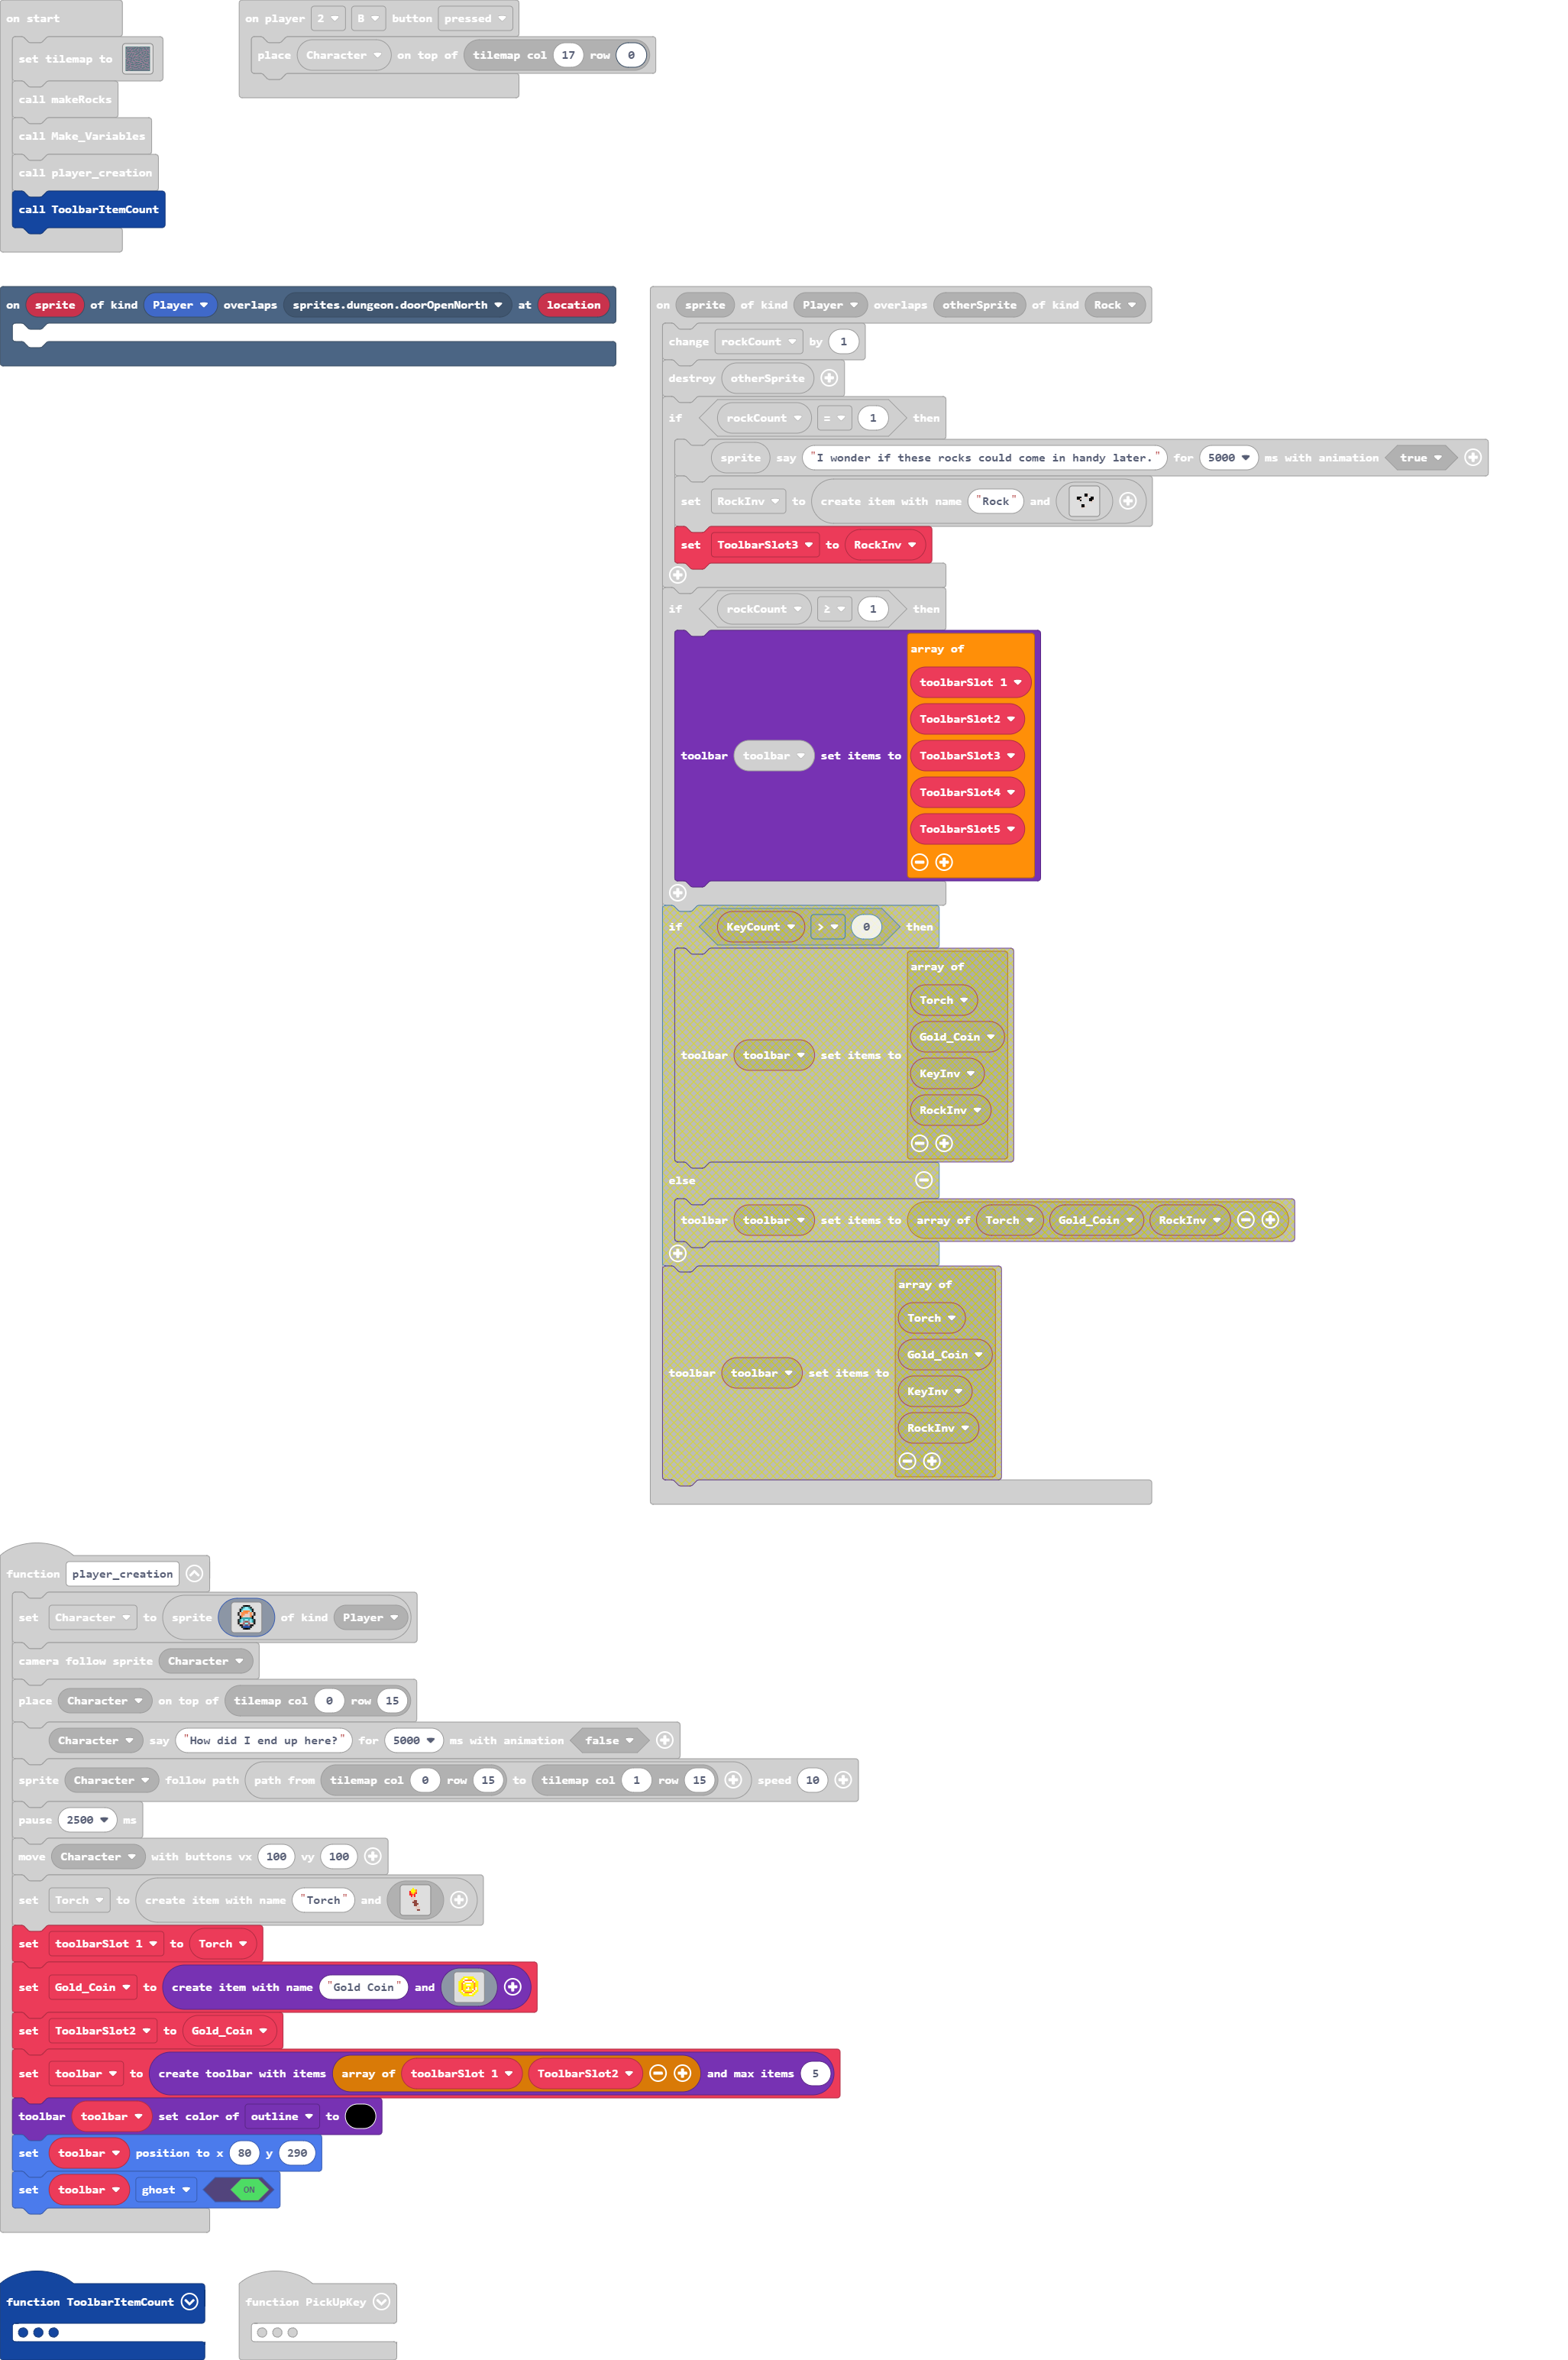 on start
set tilemap to
call makeRocks
call Make_Variables
call player_creation
call ToolbarItemCount
on player 2 B button pressed
place Character on top of tilemap col 17 row 0
on sprite of kind Player overlaps sprites.dungeon.doorOpenNorth at location
on sprite of kind Player overlaps otherSprite of kind Rock
change rockCount by 1
destroy otherSprite
if rockCount = 1 then
sprite say "I wonder if these rocks could come in handy later." for 5000 ms with animation true
set RockInv to create item with name "Rock" and
set ToolbarSlot3 to RockInv
if rockCount ≥ 1 then
array of
toolbarSlot 1
ToolbarSlot2
toolbar toolbar set items to ToolbarSlot3
ToolbarSlot4
ToolbarSlot5
if KeyCount > 0 then
array of
Torch
Gold_Coin
toolbar toolbar set items to
KeyInv
RockInv
else
toolbar toolbar set items to array of Torch Gold_Coin RockInv
array of
Torch
Gold_Coin
toolbar toolbar set items to
KeyInv
RockInv
function player_creation
set Character to sprite of kind Player
camera follow sprite Character
place Character on top of tilemap col 0 row 15
Character say "How did I end up here?" for 5000 ms with animation false
sprite Character follow path path from tilemap col 0 row 15 to tilemap col 1 row 15 speed 10
pause 2500 ms
move Character with buttons vx 100 vy 100
set Torch to create item with name "Torch" and
set toolbarSlot 1 to Torch
set Gold_Coin to create item with name "Gold Coin" and
set ToolbarSlot2 to Gold_Coin
set toolbar to create toolbar with items array of toolbarSlot 1 ToolbarSlot2 and max items 5
toolbar toolbar set color of outline to
set toolbar position to x 80 y 290
set toolbar ghost ON
function ToolbarItemCount
function PickUpKey